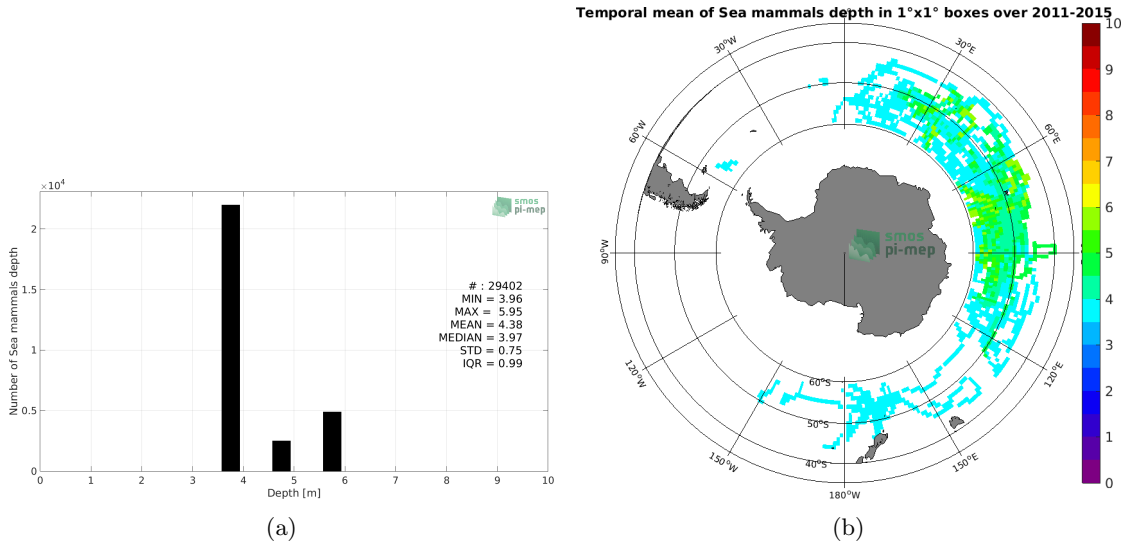 Temporal mean of Sea mammals depth in 1°x1° boxes over 2011-2015
×10⁴
2
1.5
1
0.5
0
Number of Sea mammals depth
0 1 2 3 4 5 6 7 8 9 10
Depth [m]
smos
pi-mep
# : 29402
MIN = 3.96
MAX = 5.95
MEAN = 4.38
MEDIAN = 3.97
STD = 0.75
IQR = 0.99
(a)
30°W
30°E
60°W
60°E
90°W
smos
pi-mep
120°W
120°E
150°W
150°E
180°W
60°S
50°S
40°S
10
9
8
7
6
5
4
3
2
1
0
(b)